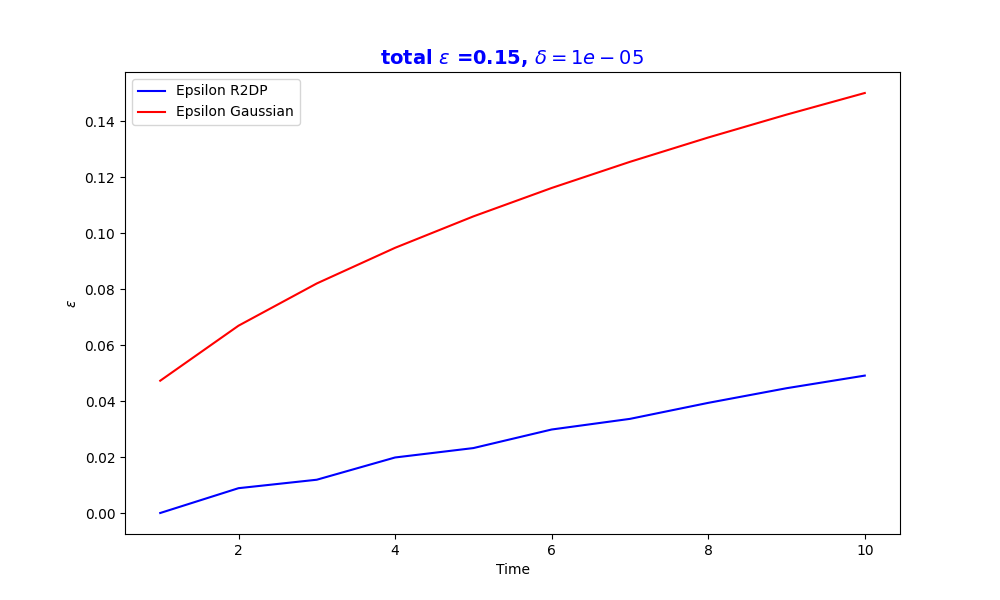 total ε =0.15, δ = 1e − 05
Epsilon R2DP
Epsilon Gaussian
0.14
0.12
0.10
0.08
0.06
0.04
0.02
0.00
ε
2
4
6
8
10
Time